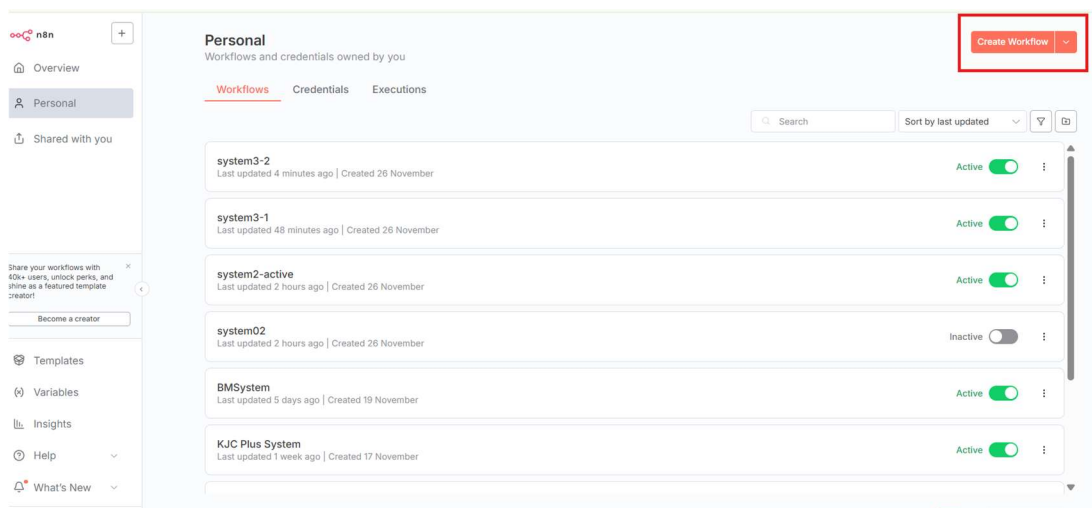 n8n
+
Overview
Personal
Shared with you
Share your workflows with
40k+ users, unlock perks, and
shine as a featured template
creator!
Become a creator
Templates
Variables
Insights
Help
What's New
Personal
Workflows and credentials owned by you
Create Workflow
Workflows Credentials Executions
Search
Sort by last updated
system3-2
Last updated 4 minutes ago | Created 26 November
Active
system3-1
Last updated 48 minutes ago | Created 26 November
Active
system2-active
Last updated 2 hours ago | Created 26 November
Active
system02
Last updated 2 hours ago | Created 26 November
Inactive
BMSystem
Last updated 5 days ago | Created 19 November
Active
KJC Plus System
Last updated 1 week ago | Created 17 November
Active